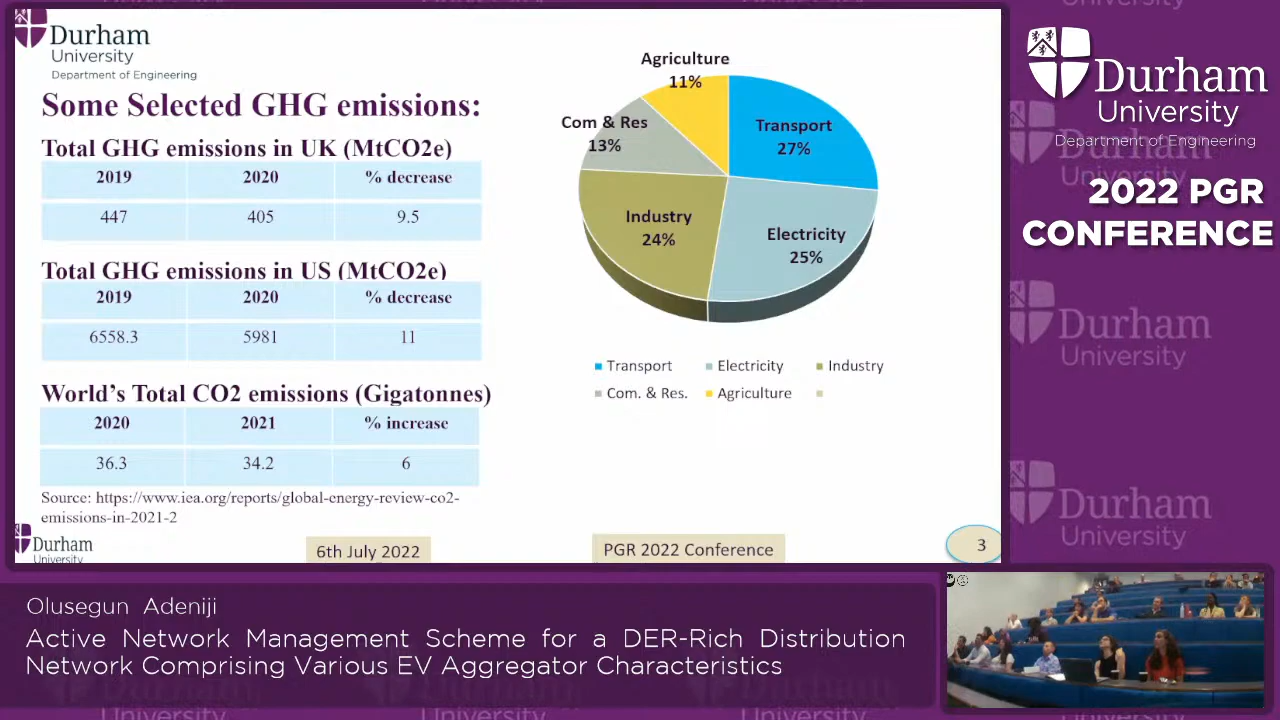 Durham
University
Department of Engineering
Some Selected GHG emissions:
Total GHG emissions in UK (MtCO2e)
2019 2020 % decrease
447 405 9.5
Total GHG emissions in US (MtCO2e)
2019 2020 % decrease
6558.3 5981 11
World's Total CO2 emissions (Gigatonnes)
2020 2021 % increase
36.3 34.2 6
Source: https://www.iea.org/reports/global-energy-review-co2-
emissions-in-2021-2
Agriculture
11%
Com & Res
13%
Transport
27%
Industry
24%
Electricity
25%
Transport Electricity Industry
Com. & Res. Agriculture
Durham
University
6th July 2022
PGR 2022 Conference
3
Durham
University
Department of Engineering
2022 PGR
CONFERENCE
Durham
University
Durham
University
Olusegun Adeniji
Active Network Management Scheme for a DER-Rich Distribution
Network Comprising Various EV Aggregator Characteristics